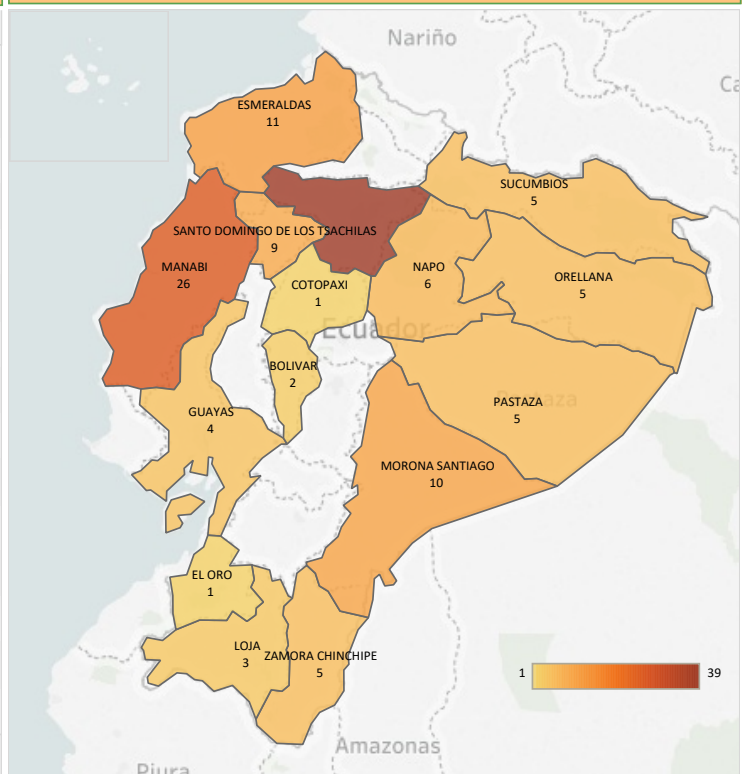 Nariño
Ca
ESMERALDAS
11
SUCUMBIOS
5
SANTO DOMINGO DE LOS TSACHILAS
9
MANABI
26
NAPO
6
ORELLANA
5
COTOPAXI
1
Ecuador
BOLIVAR
2
PASTAZA
5
GUAYAS
4
MORONA SANTIAGO
10
EL ORO
1
LOJA
3
ZAMORA CHINCHIPE
5
1
39
Amazonas
Piura